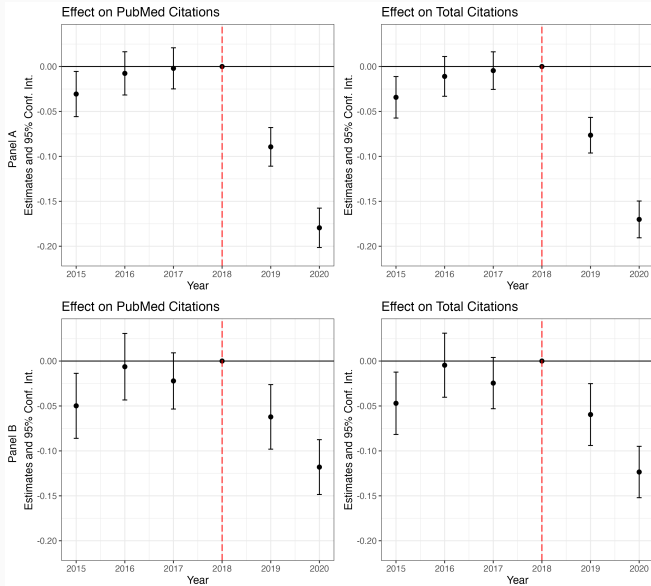 Effect on PubMed Citations
Effect on Total Citations
Panel A
Estimates and 95% Conf. Int.
0.00
-0.05
-0.10
-0.15
-0.20
2015 2016 2017 2018 2019 2020
Year
Estimates and 95% Conf. Int.
0.00
-0.05
-0.10
-0.15
-0.20
2015 2016 2017 2018 2019 2020
Year
Effect on PubMed Citations
Effect on Total Citations
Panel B
Estimates and 95% Conf. Int.
0.00
-0.05
-0.10
-0.15
-0.20
2015 2016 2017 2018 2019 2020
Year
Estimates and 95% Conf. Int.
0.00
-0.05
-0.10
-0.15
-0.20
2015 2016 2017 2018 2019 2020
Year